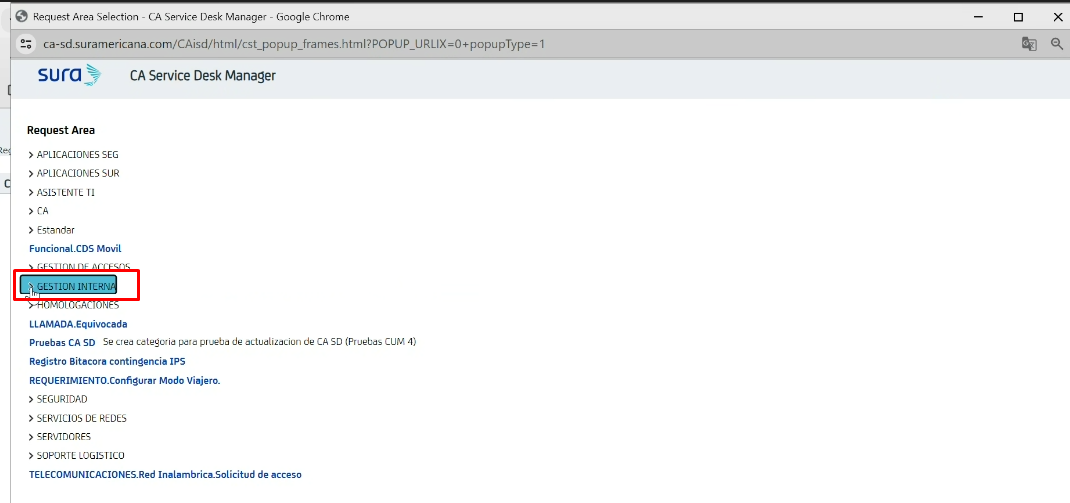 Request Area Selection - CA Service Desk Manager - Google Chrome
ca-sd.suramericana.com/CAisd/html/cst_popup_frames.html?POPUP_URLIX=0+popupType=1
sura CA Service Desk Manager
Request Area
APLICACIONES SEG
APLICACIONES SUR
ASISTENTE TI
CA
Estandar
Funcional.CDS Movil
GESTION DE ACCESOS
GESTION INTERNA
HOMOLOGACIONES
LLAMADA.Equivocada
Pruebas CA SD Se crea categoria para prueba de actualizacion de CA SD (Pruebas CUM 4)
Registro Bitacora contingencia IPS
REQUERIMIENTO.Configurar Modo Viajero.
SEGURIDAD
SERVICIOS DE REDES
SERVIDORES
SOPORTE LOGISTICO
TELECOMUNICACIONES.Red Inalambrica.Solicitud de acceso